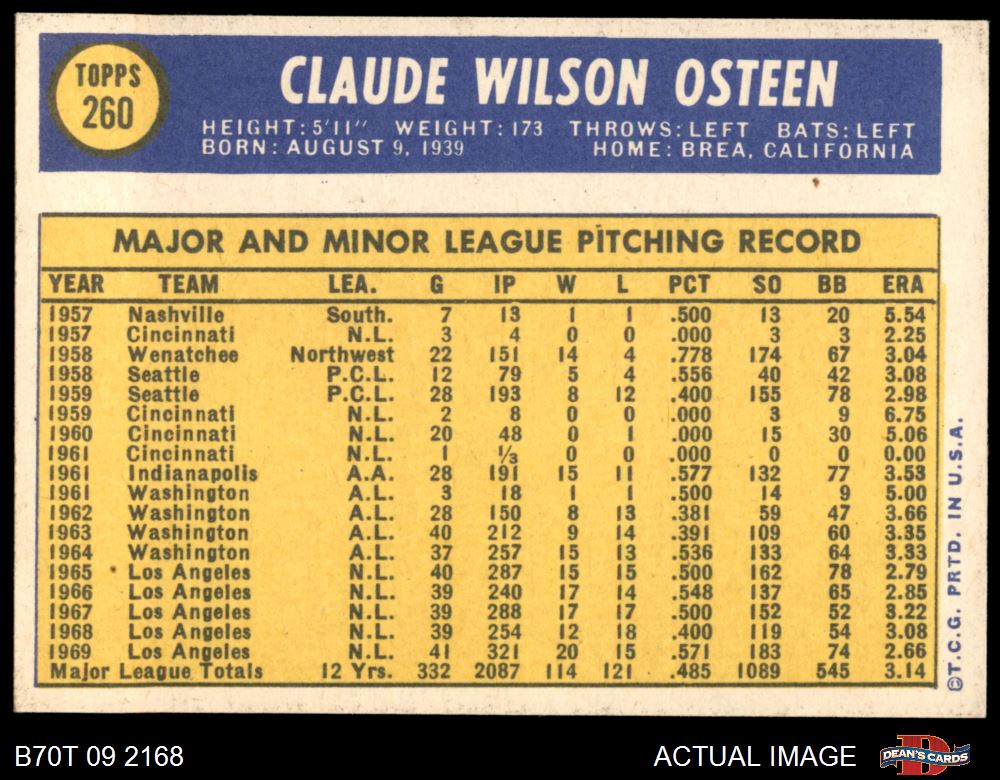 TOPPS
260
CLAUDE WILSON OSTEEN
HEIGHT: 5'11" WEIGHT: 173 THROWS: LEFT BATS: LEFT
BORN: AUGUST 9, 1939 HOME: BREA, CALIFORNIA
MAJOR AND MINOR LEAGUE PITCHING RECORD
YEAR TEAM LEA. G IP W L PCT SO BB ERA
1957 Nashville South. 7 13 1 1 .500 13 20 5.54
1957 Cincinnati N.L. 3 4 0 0 .000 3 3 2.25
1958 Wenatchee Northwest 22 151 14 4 .778 174 67 3.04
1958 Seattle P.C.L. 12 79 5 4 .556 40 42 3.08
1959 Seattle P.C.L. 28 193 8 12 .400 155 78 2.98
1959 Cincinnati N.L. 2 8 0 0 .000 3 9 6.75
1960 Cincinnati N.L. 20 48 0 1 .000 15 30 5.06
1961 Cincinnati N.L. 1 ⅓ 0 0 .000 0 0 0.00
1961 Indianapolis A.A. 28 191 15 11 .577 132 77 3.53
1961 Washington A.L. 3 18 1 1 .500 14 9 5.00
1962 Washington A.L. 28 150 8 13 .381 59 47 3.66
1963 Washington A.L. 40 212 9 14 .391 109 60 3.35
1964 Washington A.L. 37 257 15 13 .536 133 64 3.33
1965 Los Angeles N.L. 40 287 15 15 .500 162 78 2.79
1966 Los Angeles N.L. 39 240 17 14 .548 137 65 2.85
1967 Los Angeles N.L. 39 288 17 17 .500 152 52 3.22
1968 Los Angeles N.L. 39 254 12 18 .400 119 54 3.08
1969 Los Angeles N.L. 41 321 20 15 .571 183 74 2.66
Major League Totals 12 Yrs. 332 2087 114 121 .485 1089 545 3.14
©T.C.G. PRTD. IN U.S.A.
B70T 09 2168 ACTUAL IMAGE DEAN'S CARDS